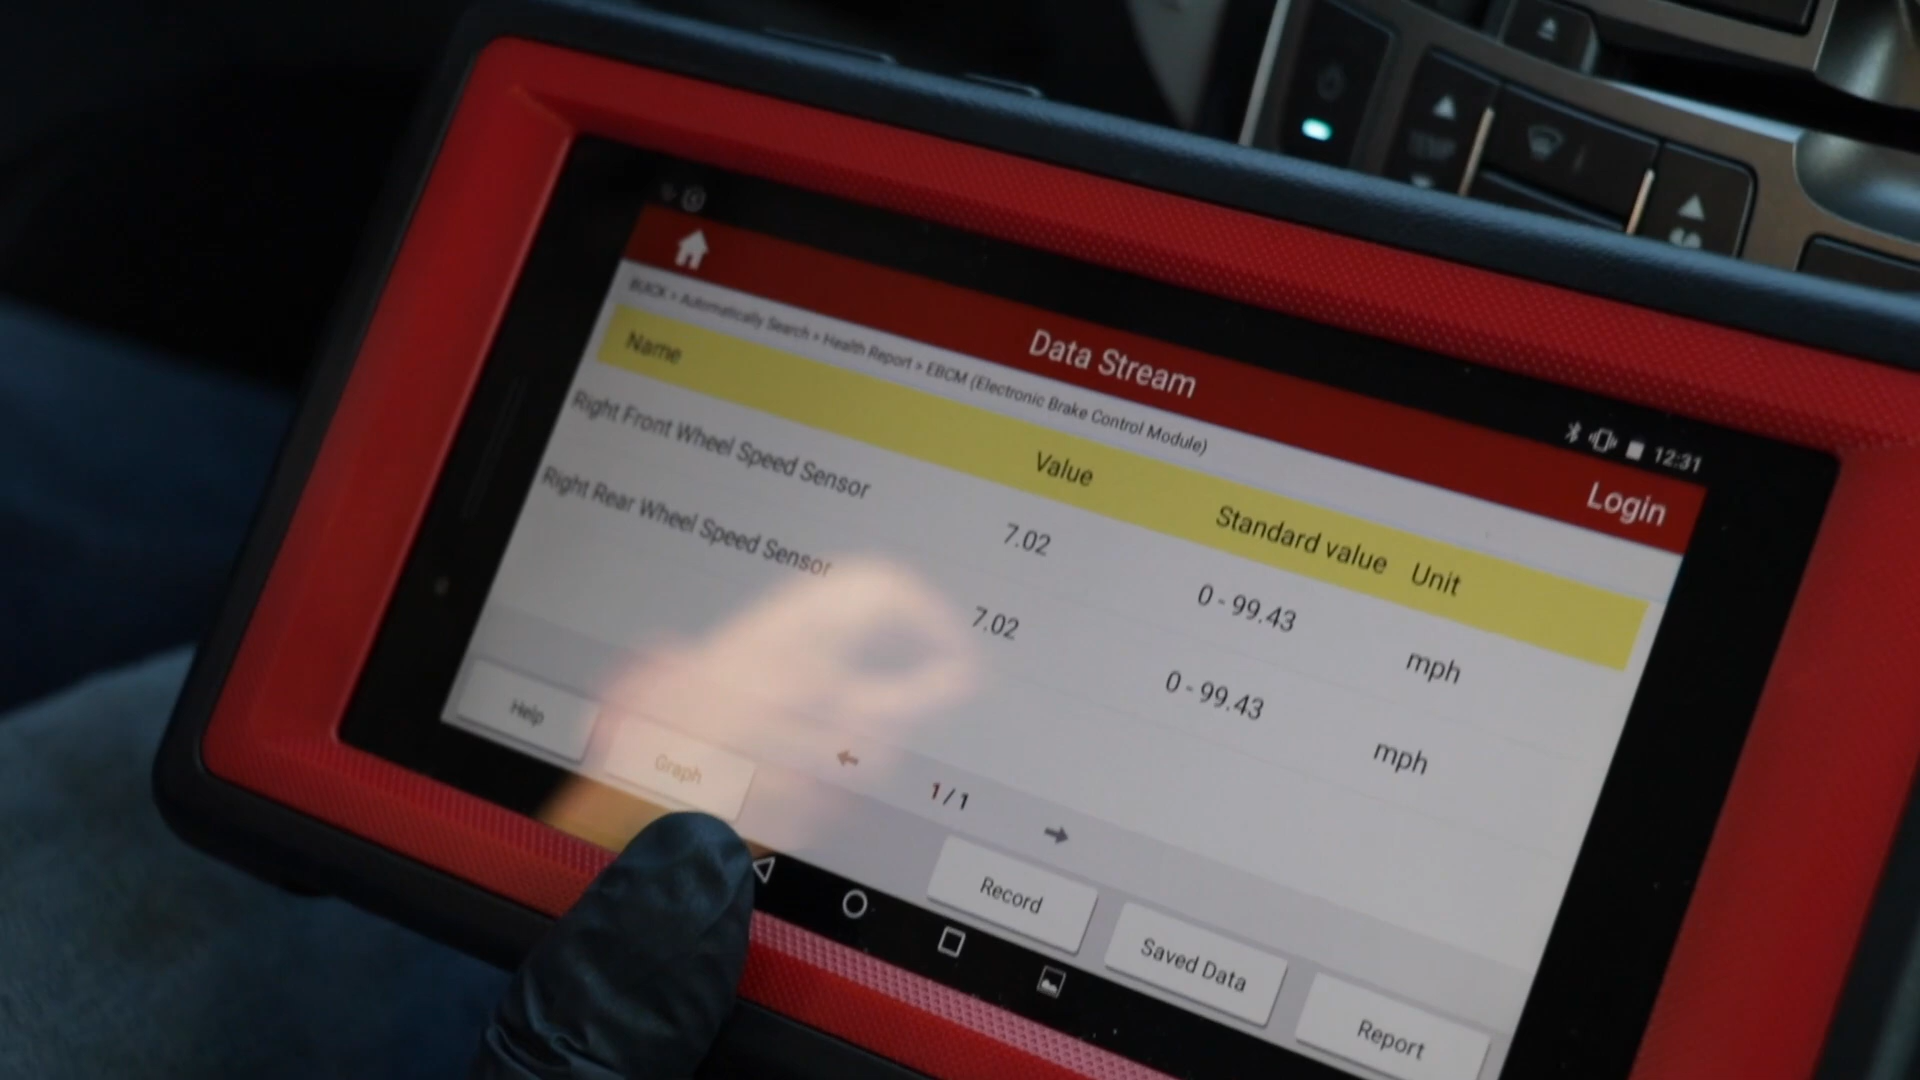 12:31
Data Stream
Login
BUICK > Automatically Search > Health Report > EBCM (Electronic Brake Control Module)
Name Value Standard value Unit
Right Front Wheel Speed Sensor 7.02 0 - 99.43 mph
Right Rear Wheel Speed Sensor 7.02 0 - 99.43 mph
1 / 1
Help Graph Record Saved Data Report
TEMP